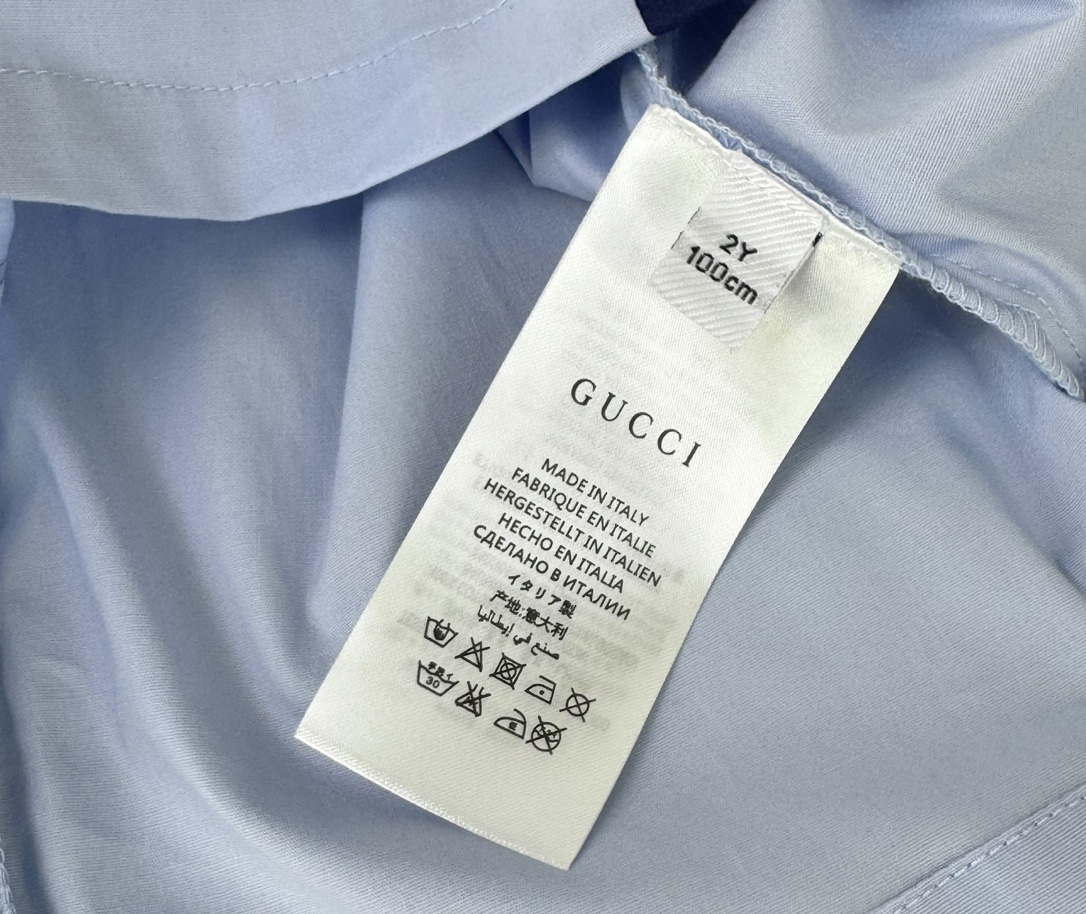 2Y
100cm
GUCCI
MADE IN ITALY
FABRIQUE EN ITALIE
HERGESTELLT IN ITALIEN
HECHO EN ITALIA
СДЕЛАНО В ИТАЛИИ
イタリア製
产地:意大利
صنع في إيطاليا
30